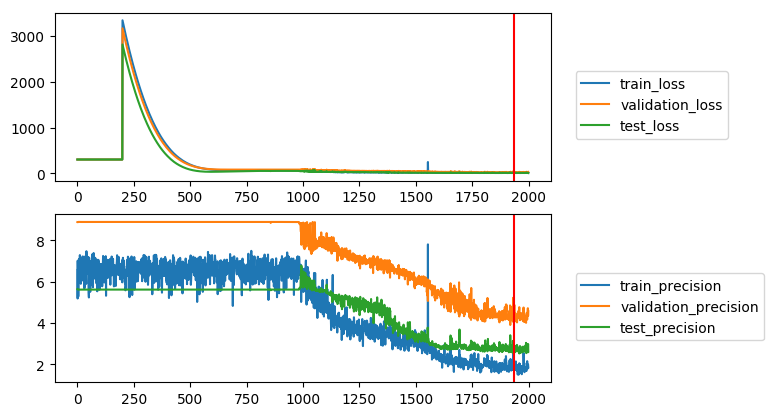 3000
2000
1000
0
0 250 500 750 1000 1250 1500 1750 2000
train_loss
validation_loss
test_loss
8
6
4
2
0 250 500 750 1000 1250 1500 1750 2000
train_precision
validation_precision
test_precision